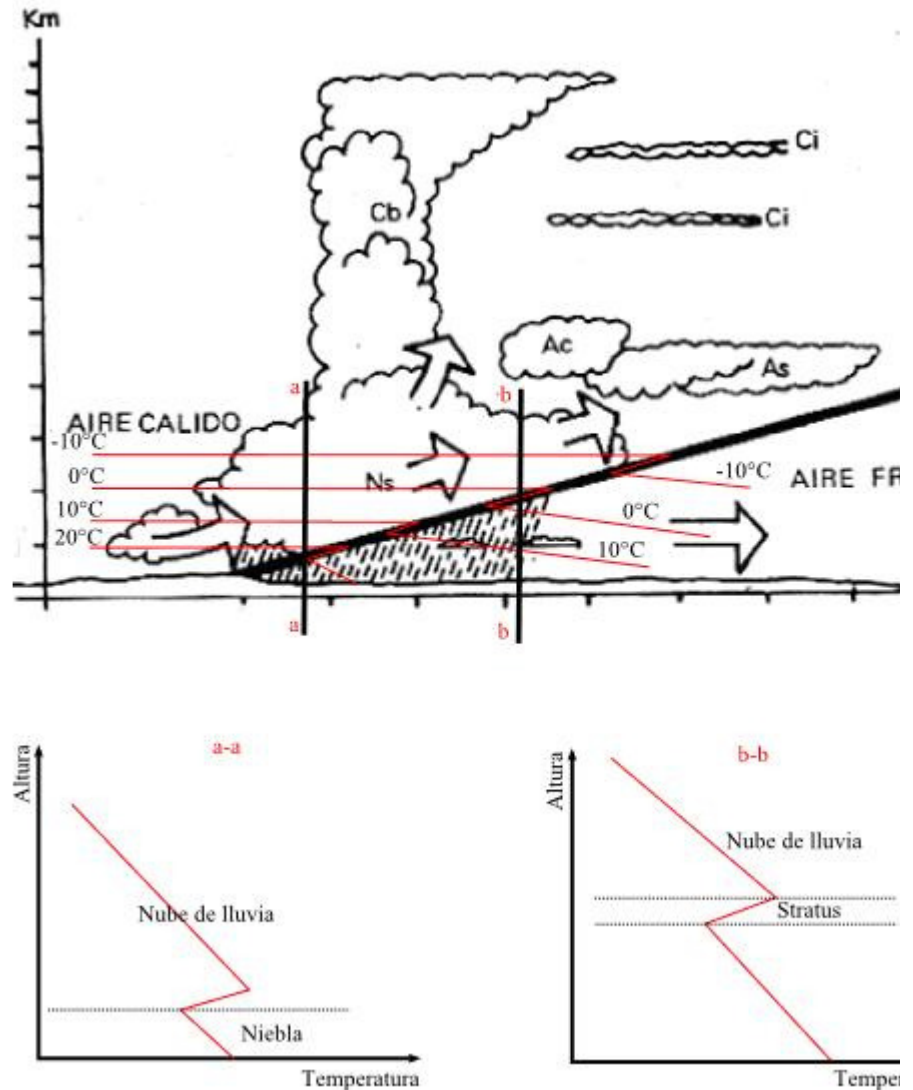 Km
Ci
Cb
Ci
Ac
As
a
b
AIRE CALIDO
-10°C
-10°C
AIRE FR
0°C
Ns
0°C
10°C
10°C
20°C
a
b
a-a
b-b
Altura
Altura
Nube de lluvia
Nube de lluvia
Stratus
Niebla
Temperatura
Temper